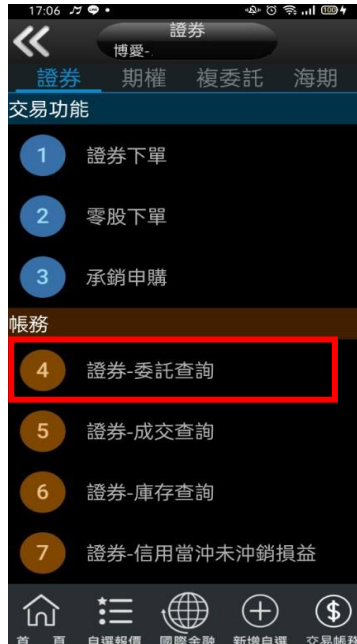 17:06
100
證券
博愛-.
證券 期權 複委託 海期
交易功能
1 證券下單
2 零股下單
3 承銷申購
帳務
4 證券-委託查詢
5 證券-成交查詢
6 證券-庫存查詢
7 證券-信用當沖未沖銷損益
首 頁 自選報價 國際金融 新增自選 交易帳務